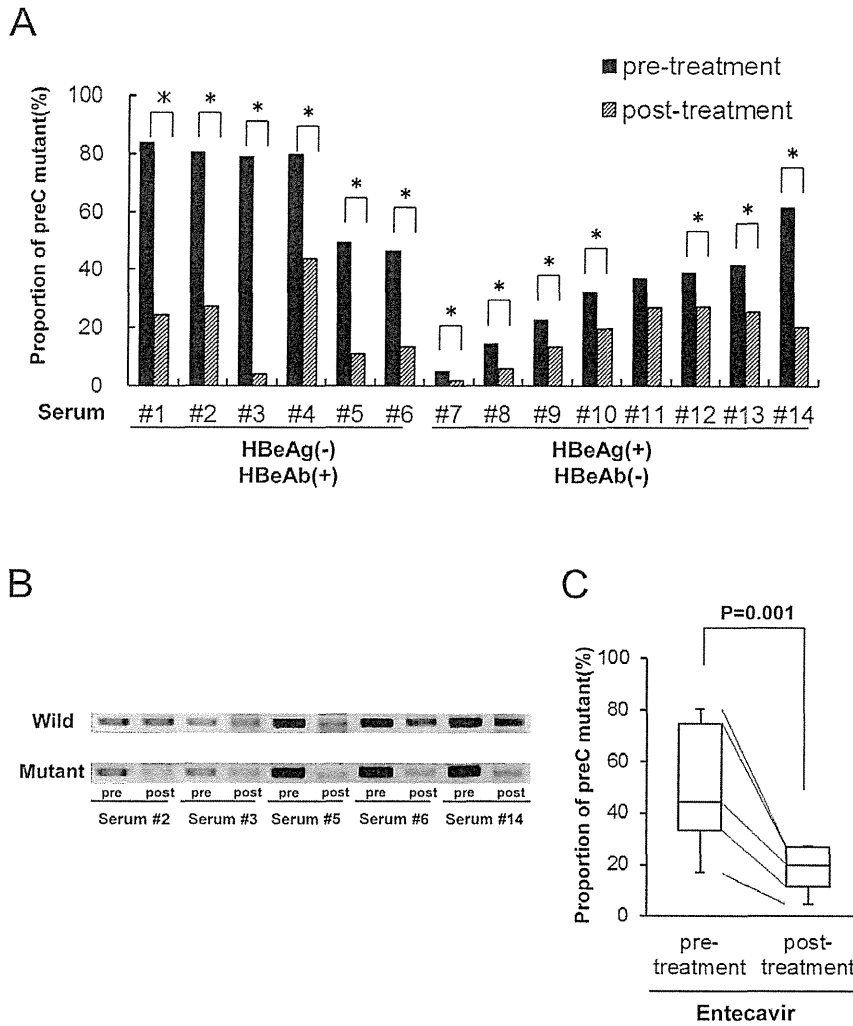 A
pre-treatment
post-treatment
Proportion of preC mutant(%)
100
80
60
40
20
0
* * * * * * * * * * * * *
Serum #1 #2 #3 #4 #5 #6 #7 #8 #9 #10 #11 #12 #13 #14
HBeAg(-) HBeAg(+)
HBeAb(+) HBeAb(-)
B
Wild
Mutant
pre post pre post pre post pre post pre post
Serum #2 Serum #3 Serum #5 Serum #6 Serum #14
C
P=0.001
Proportion of preC mutant(%)
100
80
60
40
20
0
pre-
treatment
post-
treatment
Entecavir